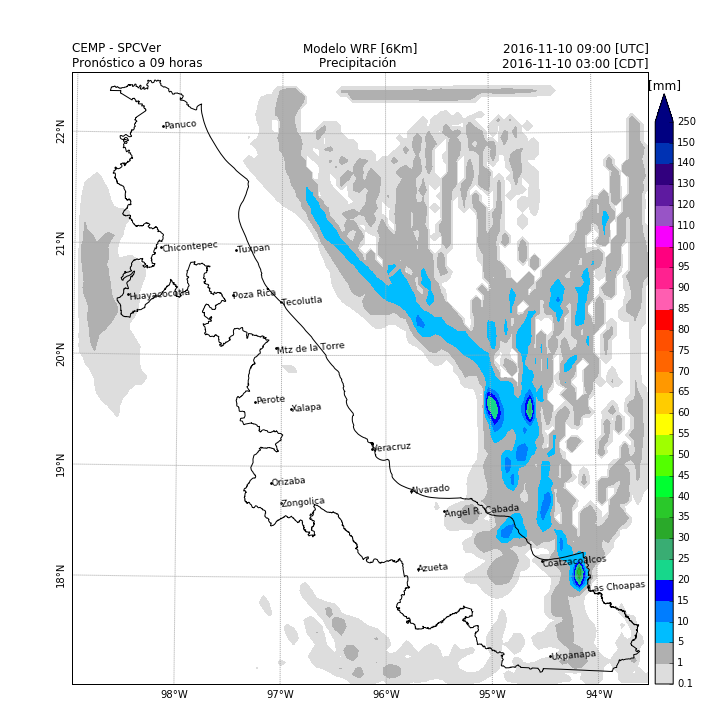 CEMP - SPCVer
Modelo WRF [6Km]
2016-11-10 09:00 [UTC]
Pronóstico a 09 horas
Precipitación
2016-11-10 03:00 [CDT]
[mm]
250
150
140
130
120
110
100
95
90
85
80
75
70
65
60
55
50
45
40
35
30
25
20
15
10
5
1
0.1
22°N
21°N
20°N
19°N
18°N
98°W
97°W
96°W
95°W
94°W
Panuco
Chicontepec
Tuxpan
Huayacocotla
Poza Rica
Tecolutla
Mtz de la Torre
Perote
Xalapa
Veracruz
Orizaba
Alvarado
Zongolica
Angel R. Cabada
Azueta
Coatzacoalcos
Las Choapas
Uxpanapa